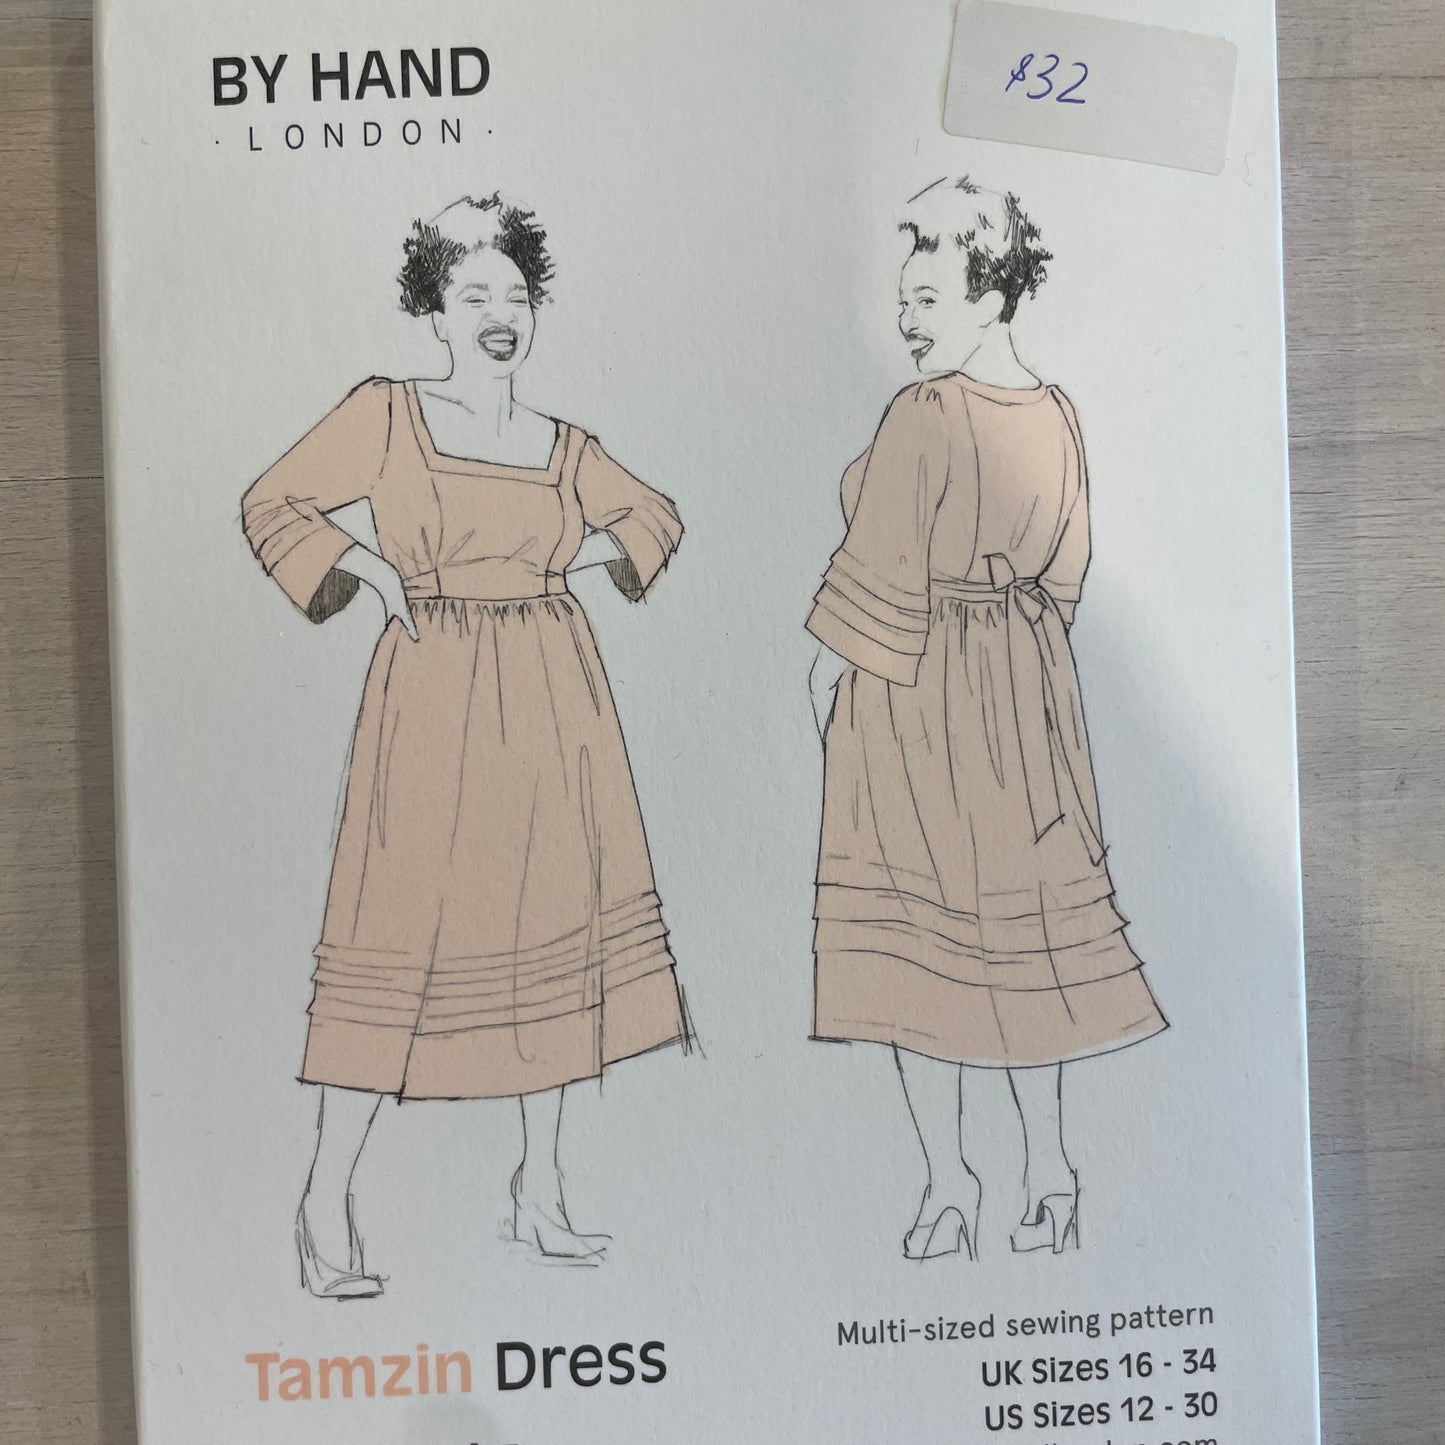 BY HAND
· LONDON ·
$32
Tamzin Dress
Multi-sized sewing pattern
UK Sizes 16 - 34
US Sizes 12 - 30